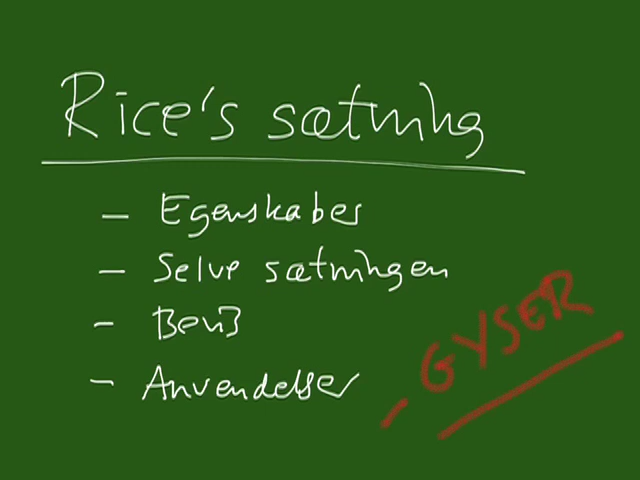 Rice's sætning
- Egenskaber
- Selve sætningen
- Bevis
- Anvendelser
- GYSER